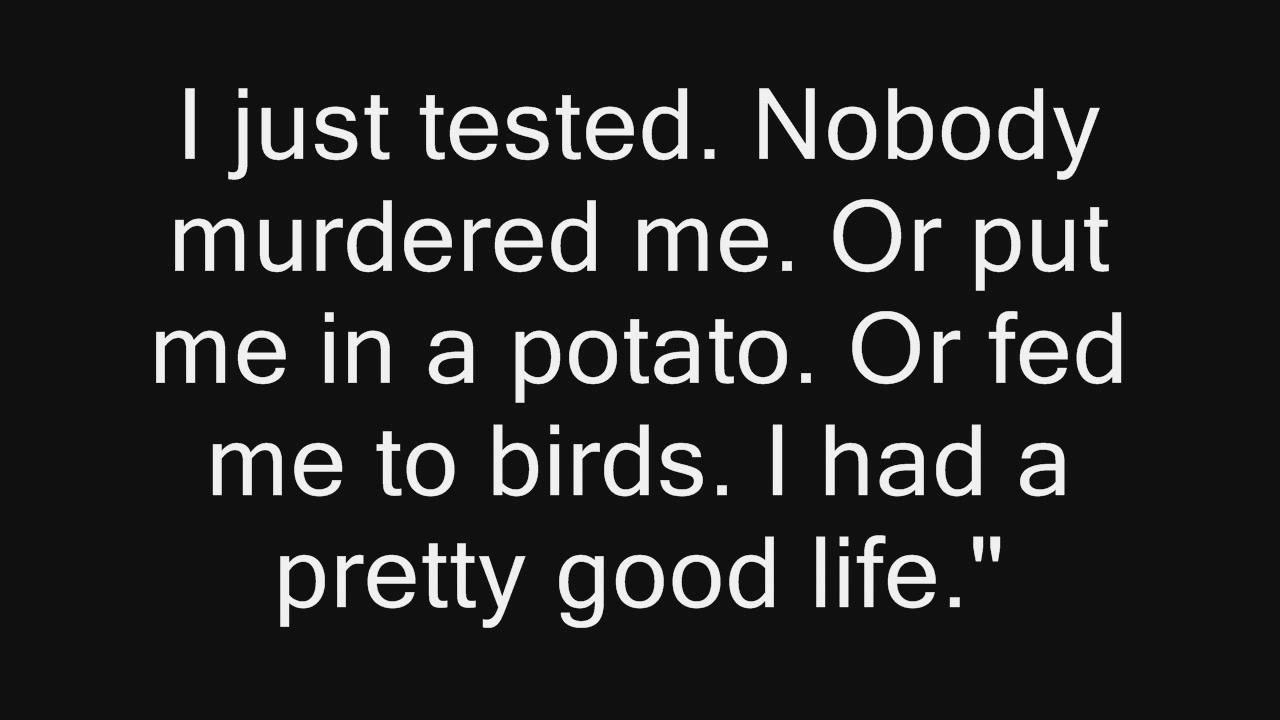 I just tested. Nobody
murdered me. Or put
me in a potato. Or fed
me to birds. I had a
pretty good life."